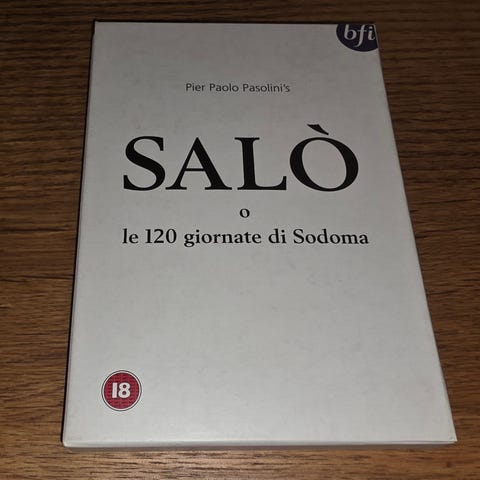 bfi
Pier Paolo Pasolini's
SALÒ
o
le 120 giornate di Sodoma
18